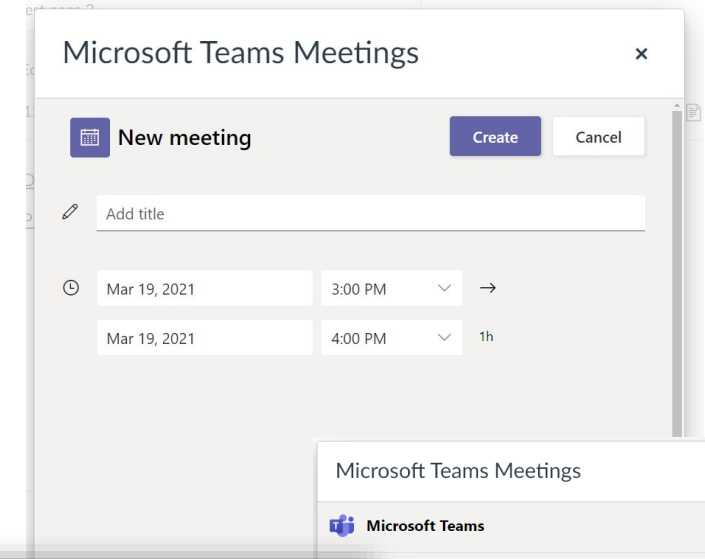 Microsoft Teams Meetings
New meeting
Create
Cancel
Add title
Mar 19, 2021
3:00 PM
Mar 19, 2021
4:00 PM
1h
Microsoft Teams Meetings
Microsoft Teams